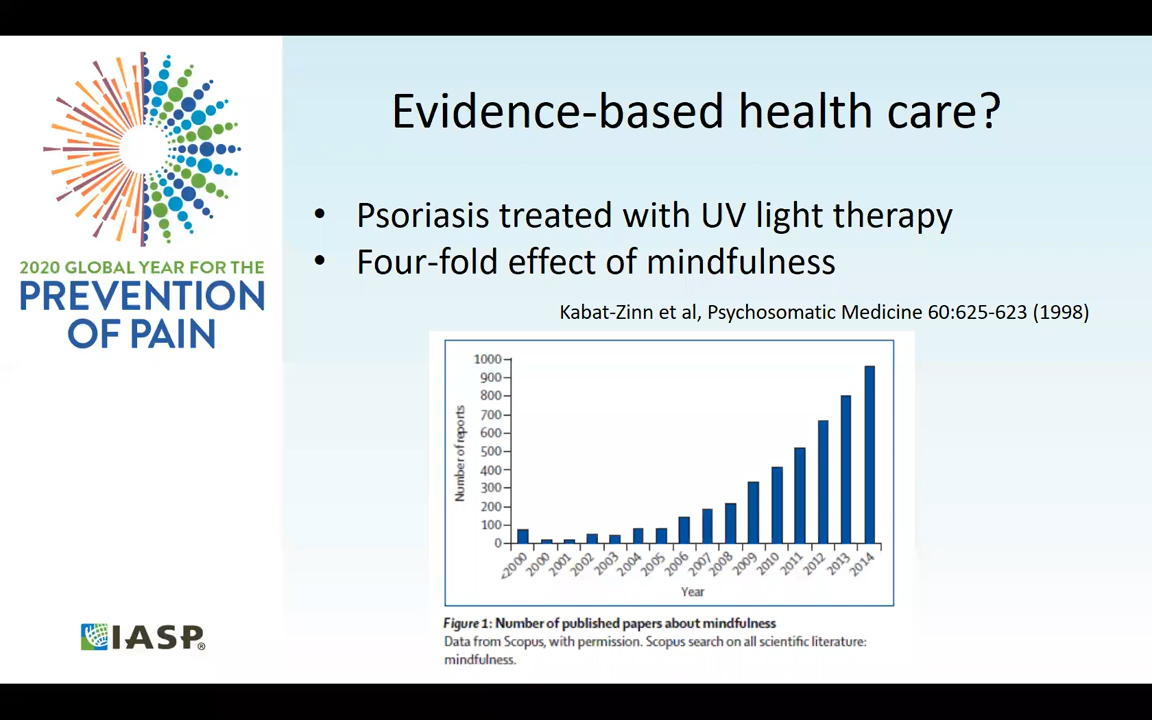 Evidence-based health care?
• Psoriasis treated with UV light therapy
• Four-fold effect of mindfulness
Kabat-Zinn et al, Psychosomatic Medicine 60:625-623 (1998)
2020 GLOBAL YEAR FOR THE
PREVENTION
OF PAIN
IASP®
Number of reports
1000
900
800
700
600
500
400
300
200
100
0
<2000
2000
2001
2002
2003
2004
2005
2006
2007
2008
2009
2010
2011
2012
2013
2014
Year
Figure 1: Number of published papers about mindfulness
Data from Scopus, with permission. Scopus search on all scientific literature:
mindfulness.